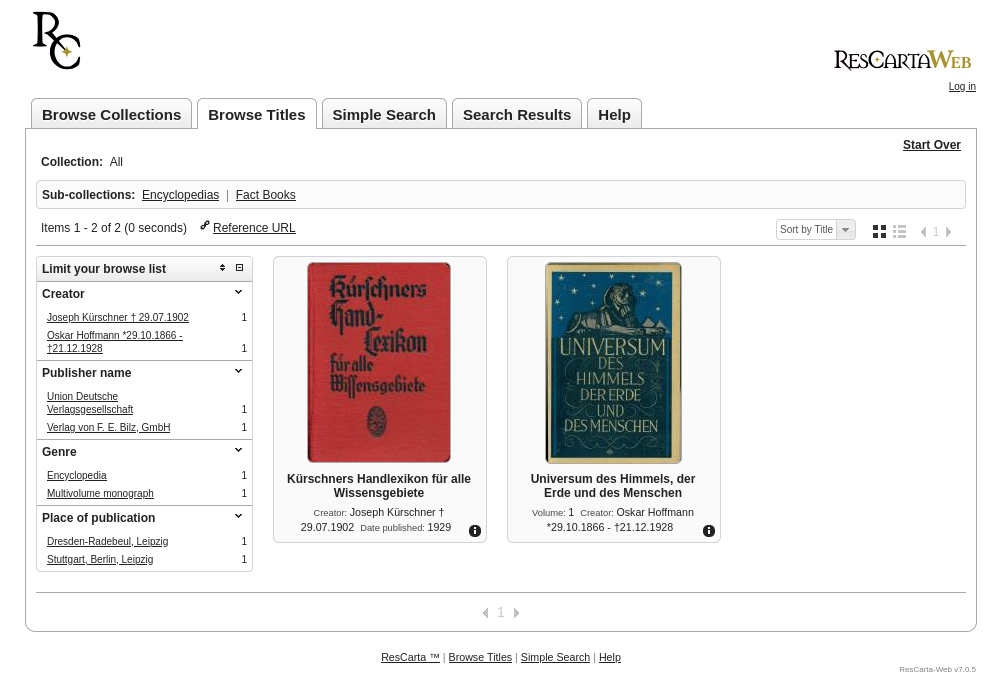 RC
RESCARTAWEB
Log in
Browse Collections
Browse Titles
Simple Search
Search Results
Help
Start Over
Collection: All
Sub-collections: Encyclopedias | Fact Books
Items 1 - 2 of 2 (0 seconds) Reference URL
Sort by Title
1
Limit your browse list
Creator
Joseph Kürschner † 29.07.1902 1
Oskar Hoffmann *29.10.1866 -
†21.12.1928 1
Publisher name
Union Deutsche
Verlagsgesellschaft 1
Verlag von F. E. Bilz, GmbH 1
Genre
Encyclopedia 1
Multivolume monograph 1
Place of publication
Dresden-Radebeul, Leipzig 1
Stuttgart, Berlin, Leipzig 1
Kürschners
Hand-
Lexikon
für alle
Wissensgebiete
Kürschners Handlexikon für alle
Wissensgebiete
Creator: Joseph Kürschner †
29.07.1902 Date published: 1929
UNIVERSUM
DES
HIMMELS
DER ERDE
UND
DES MENSCHEN
Universum des Himmels, der
Erde und des Menschen
Volume: 1 Creator: Oskar Hoffmann
*29.10.1866 - †21.12.1928
1
ResCarta ™ | Browse Titles | Simple Search | Help
ResCarta-Web v7.0.5